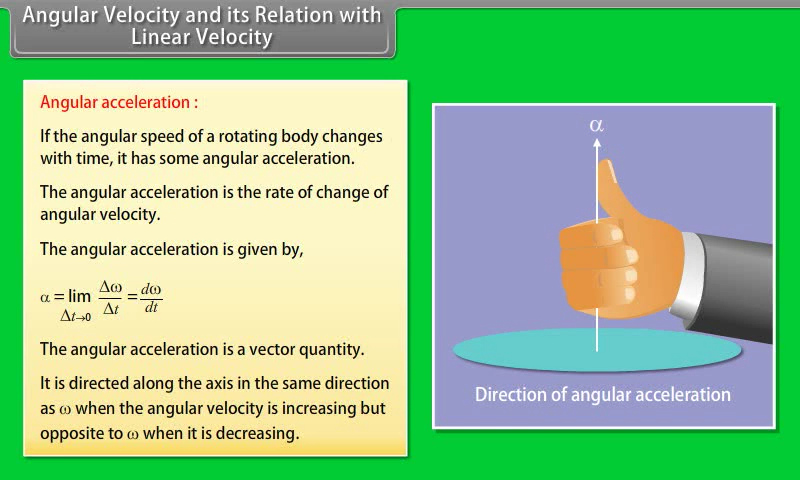 Angular Velocity and its Relation with
Linear Velocity
Angular acceleration :
If the angular speed of a rotating body changes
with time, it has some angular acceleration.
The angular acceleration is the rate of change of
angular velocity.
The angular acceleration is given by,
α = lim Δω/Δt = dω/dt
Δt→0
The angular acceleration is a vector quantity.
It is directed along the axis in the same direction
as ω when the angular velocity is increasing but
opposite to ω when it is decreasing.
α
Direction of angular acceleration